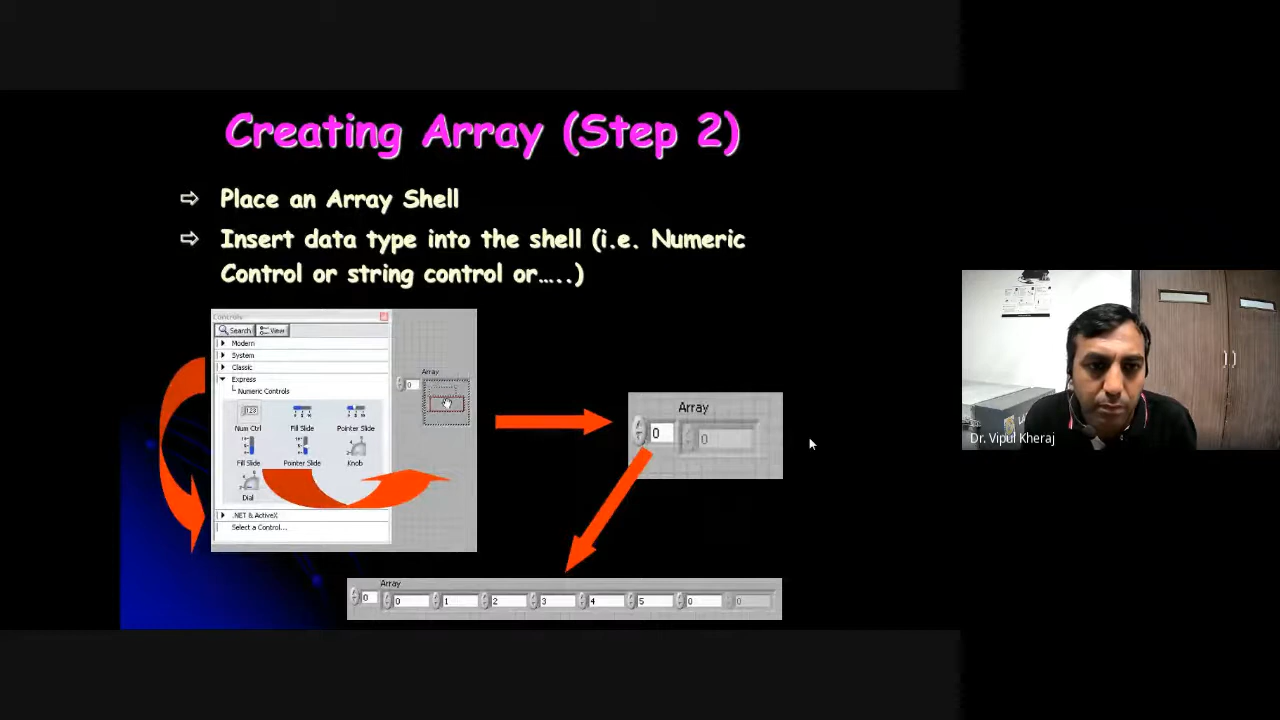 Creating Array (Step 2)
⇨ Place an Array Shell
⇨ Insert data type into the shell (i.e. Numeric
Control or string control or…..)
Controls
Search View
Modern
System
Classic
Express
Numeric Controls
123
Num Ctrl Fill Slide Pointer Slide
Fill Slide Pointer Slide Knob
Dial
.NET & ActiveX
Select a Control...
Array
0
Array
0 0
Array
0 0 1 2 3 4 5 0 0
Dr. Vipul Kheraj